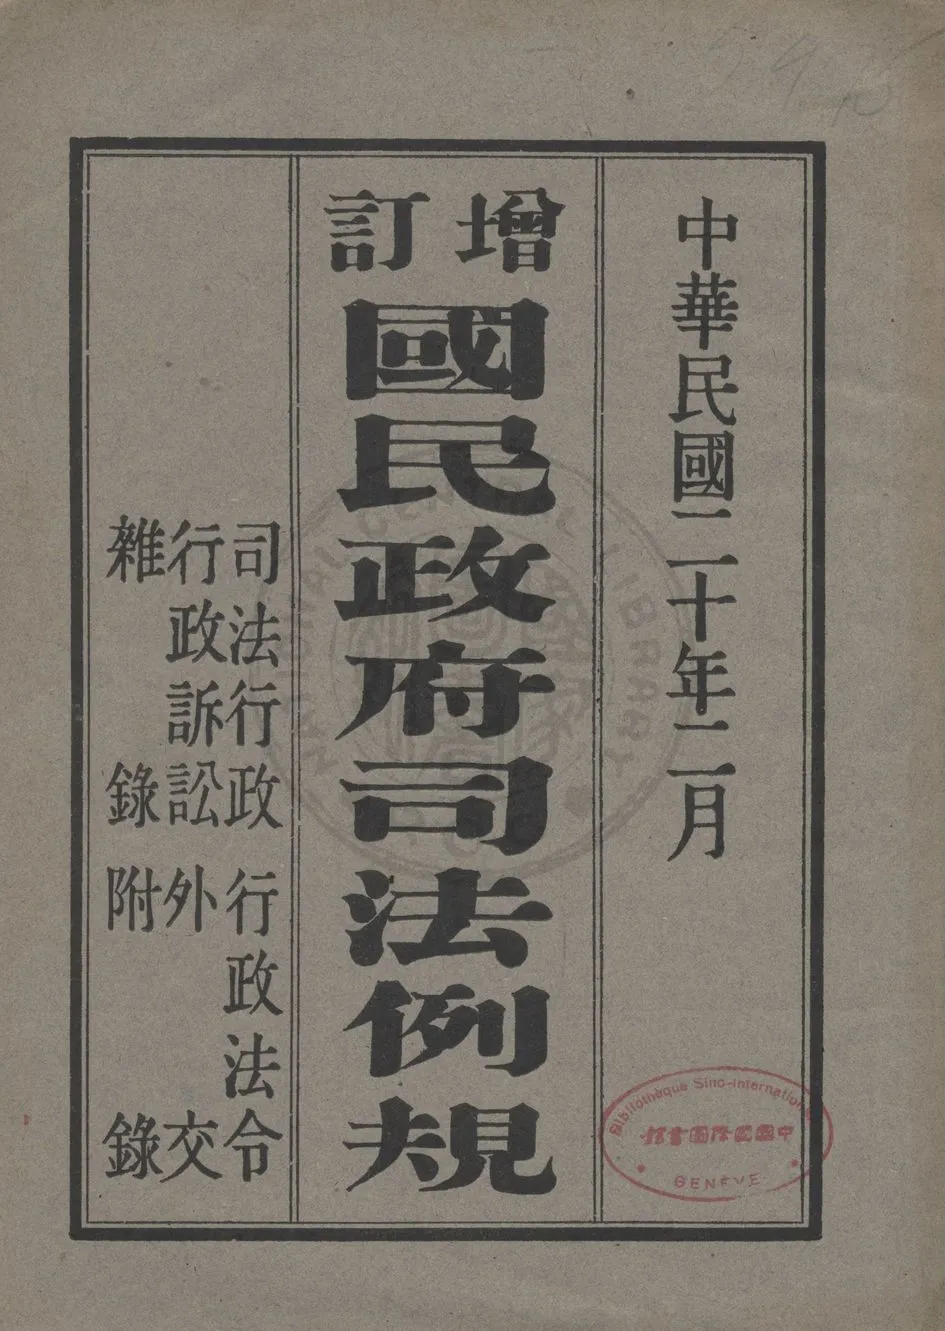 中華民國二十年二月
增訂
國民政府司法例規
司法行政 行政法令
行政訴訟 外交
雜錄 附錄
Bibliothèque Sino-Internationale
中國國際圖書館
GENÈVE